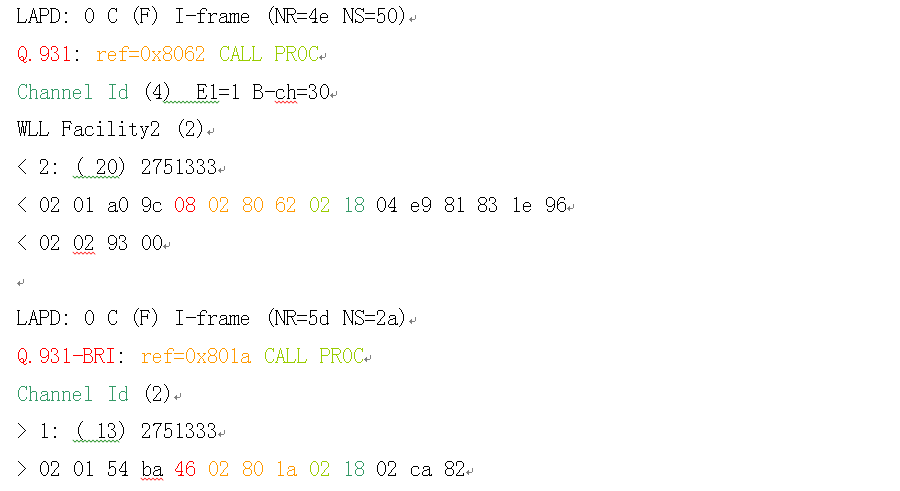 LAPD: 0 C (F) I-frame (NR=4e NS=50)
Q.931: ref=0x8062 CALL PROC
Channel Id (4)  E1=1 B-ch=30
WLL Facility2 (2)
< 2: ( 20) 2751333
< 02 01 a0 9c 08 02 80 62 02 18 04 e9 81 83 1e 96
< 02 02 93 00
LAPD: 0 C (F) I-frame (NR=5d NS=2a)
Q.931-BRI: ref=0x801a CALL PROC
Channel Id (2)
> 1: ( 13) 2751333
> 02 01 54 ba 46 02 80 1a 02 18 02 ca 82